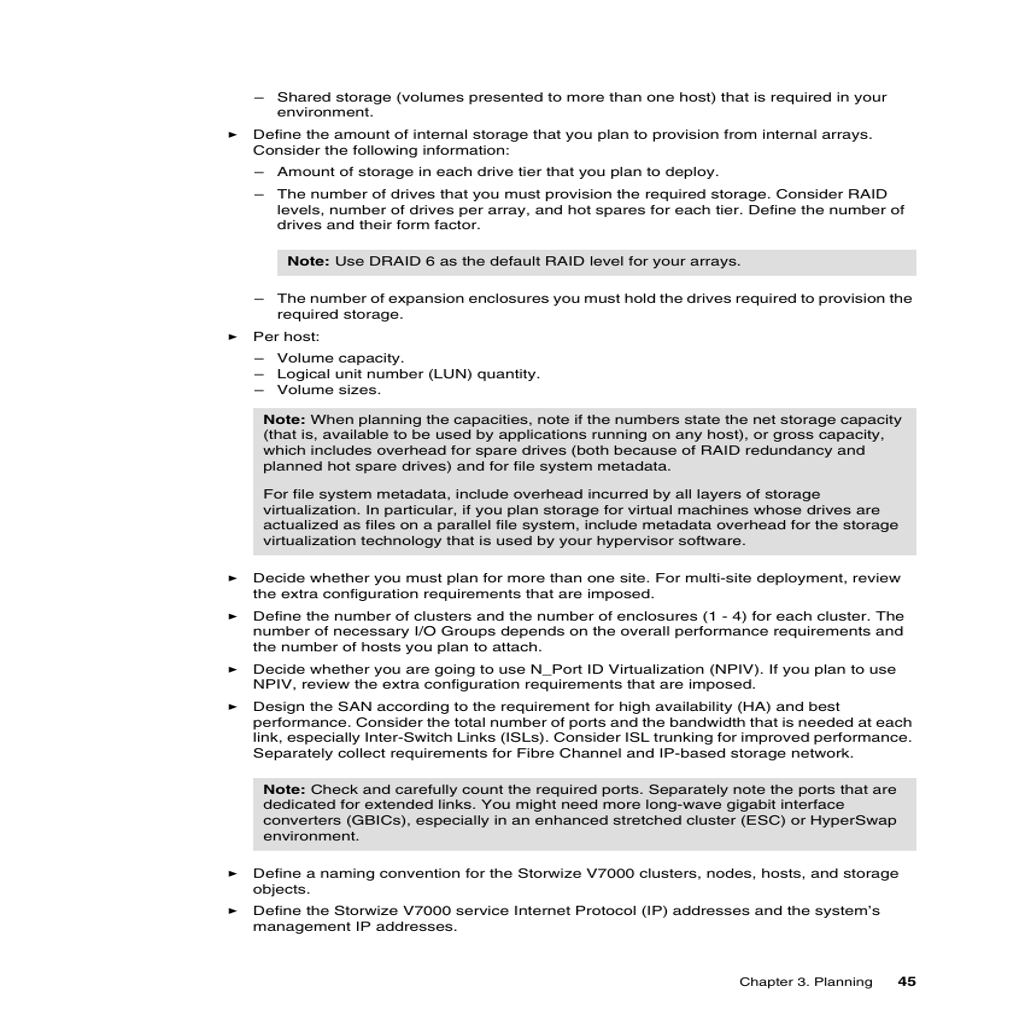 – Shared storage (volumes presented to more than one host) that is required in your
environment.
► Define the amount of internal storage that you plan to provision from internal arrays.
Consider the following information:
– Amount of storage in each drive tier that you plan to deploy.
– The number of drives that you must provision the required storage. Consider RAID
levels, number of drives per array, and hot spares for each tier. Define the number of
drives and their form factor.
Note: Use DRAID 6 as the default RAID level for your arrays.
– The number of expansion enclosures you must hold the drives required to provision the
required storage.
► Per host:
– Volume capacity.
– Logical unit number (LUN) quantity.
– Volume sizes.
Note: When planning the capacities, note if the numbers state the net storage capacity
(that is, available to be used by applications running on any host), or gross capacity,
which includes overhead for spare drives (both because of RAID redundancy and
planned hot spare drives) and for file system metadata.
For file system metadata, include overhead incurred by all layers of storage
virtualization. In particular, if you plan storage for virtual machines whose drives are
actualized as files on a parallel file system, include metadata overhead for the storage
virtualization technology that is used by your hypervisor software.
► Decide whether you must plan for more than one site. For multi-site deployment, review
the extra configuration requirements that are imposed.
► Define the number of clusters and the number of enclosures (1 - 4) for each cluster. The
number of necessary I/O Groups depends on the overall performance requirements and
the number of hosts you plan to attach.
► Decide whether you are going to use N_Port ID Virtualization (NPIV). If you plan to use
NPIV, review the extra configuration requirements that are imposed.
► Design the SAN according to the requirement for high availability (HA) and best
performance. Consider the total number of ports and the bandwidth that is needed at each
link, especially Inter-Switch Links (ISLs). Consider ISL trunking for improved performance.
Separately collect requirements for Fibre Channel and IP-based storage network.
Note: Check and carefully count the required ports. Separately note the ports that are
dedicated for extended links. You might need more long-wave gigabit interface
converters (GBICs), especially in an enhanced stretched cluster (ESC) or HyperSwap
environment.
► Define a naming convention for the Storwize V7000 clusters, nodes, hosts, and storage
objects.
► Define the Storwize V7000 service Internet Protocol (IP) addresses and the system’s
management IP addresses.
Chapter 3. Planning 45